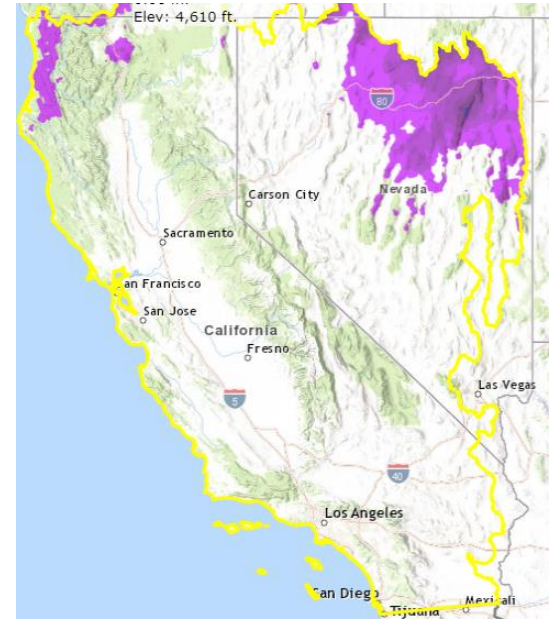 Elev: 4,610 ft.
80
Nevada
Carson City
Sacramento
San Francisco
San Jose
California
Fresno
5
Las Vegas
40
Los Angeles
San Diego
Mexicali
Tijuana